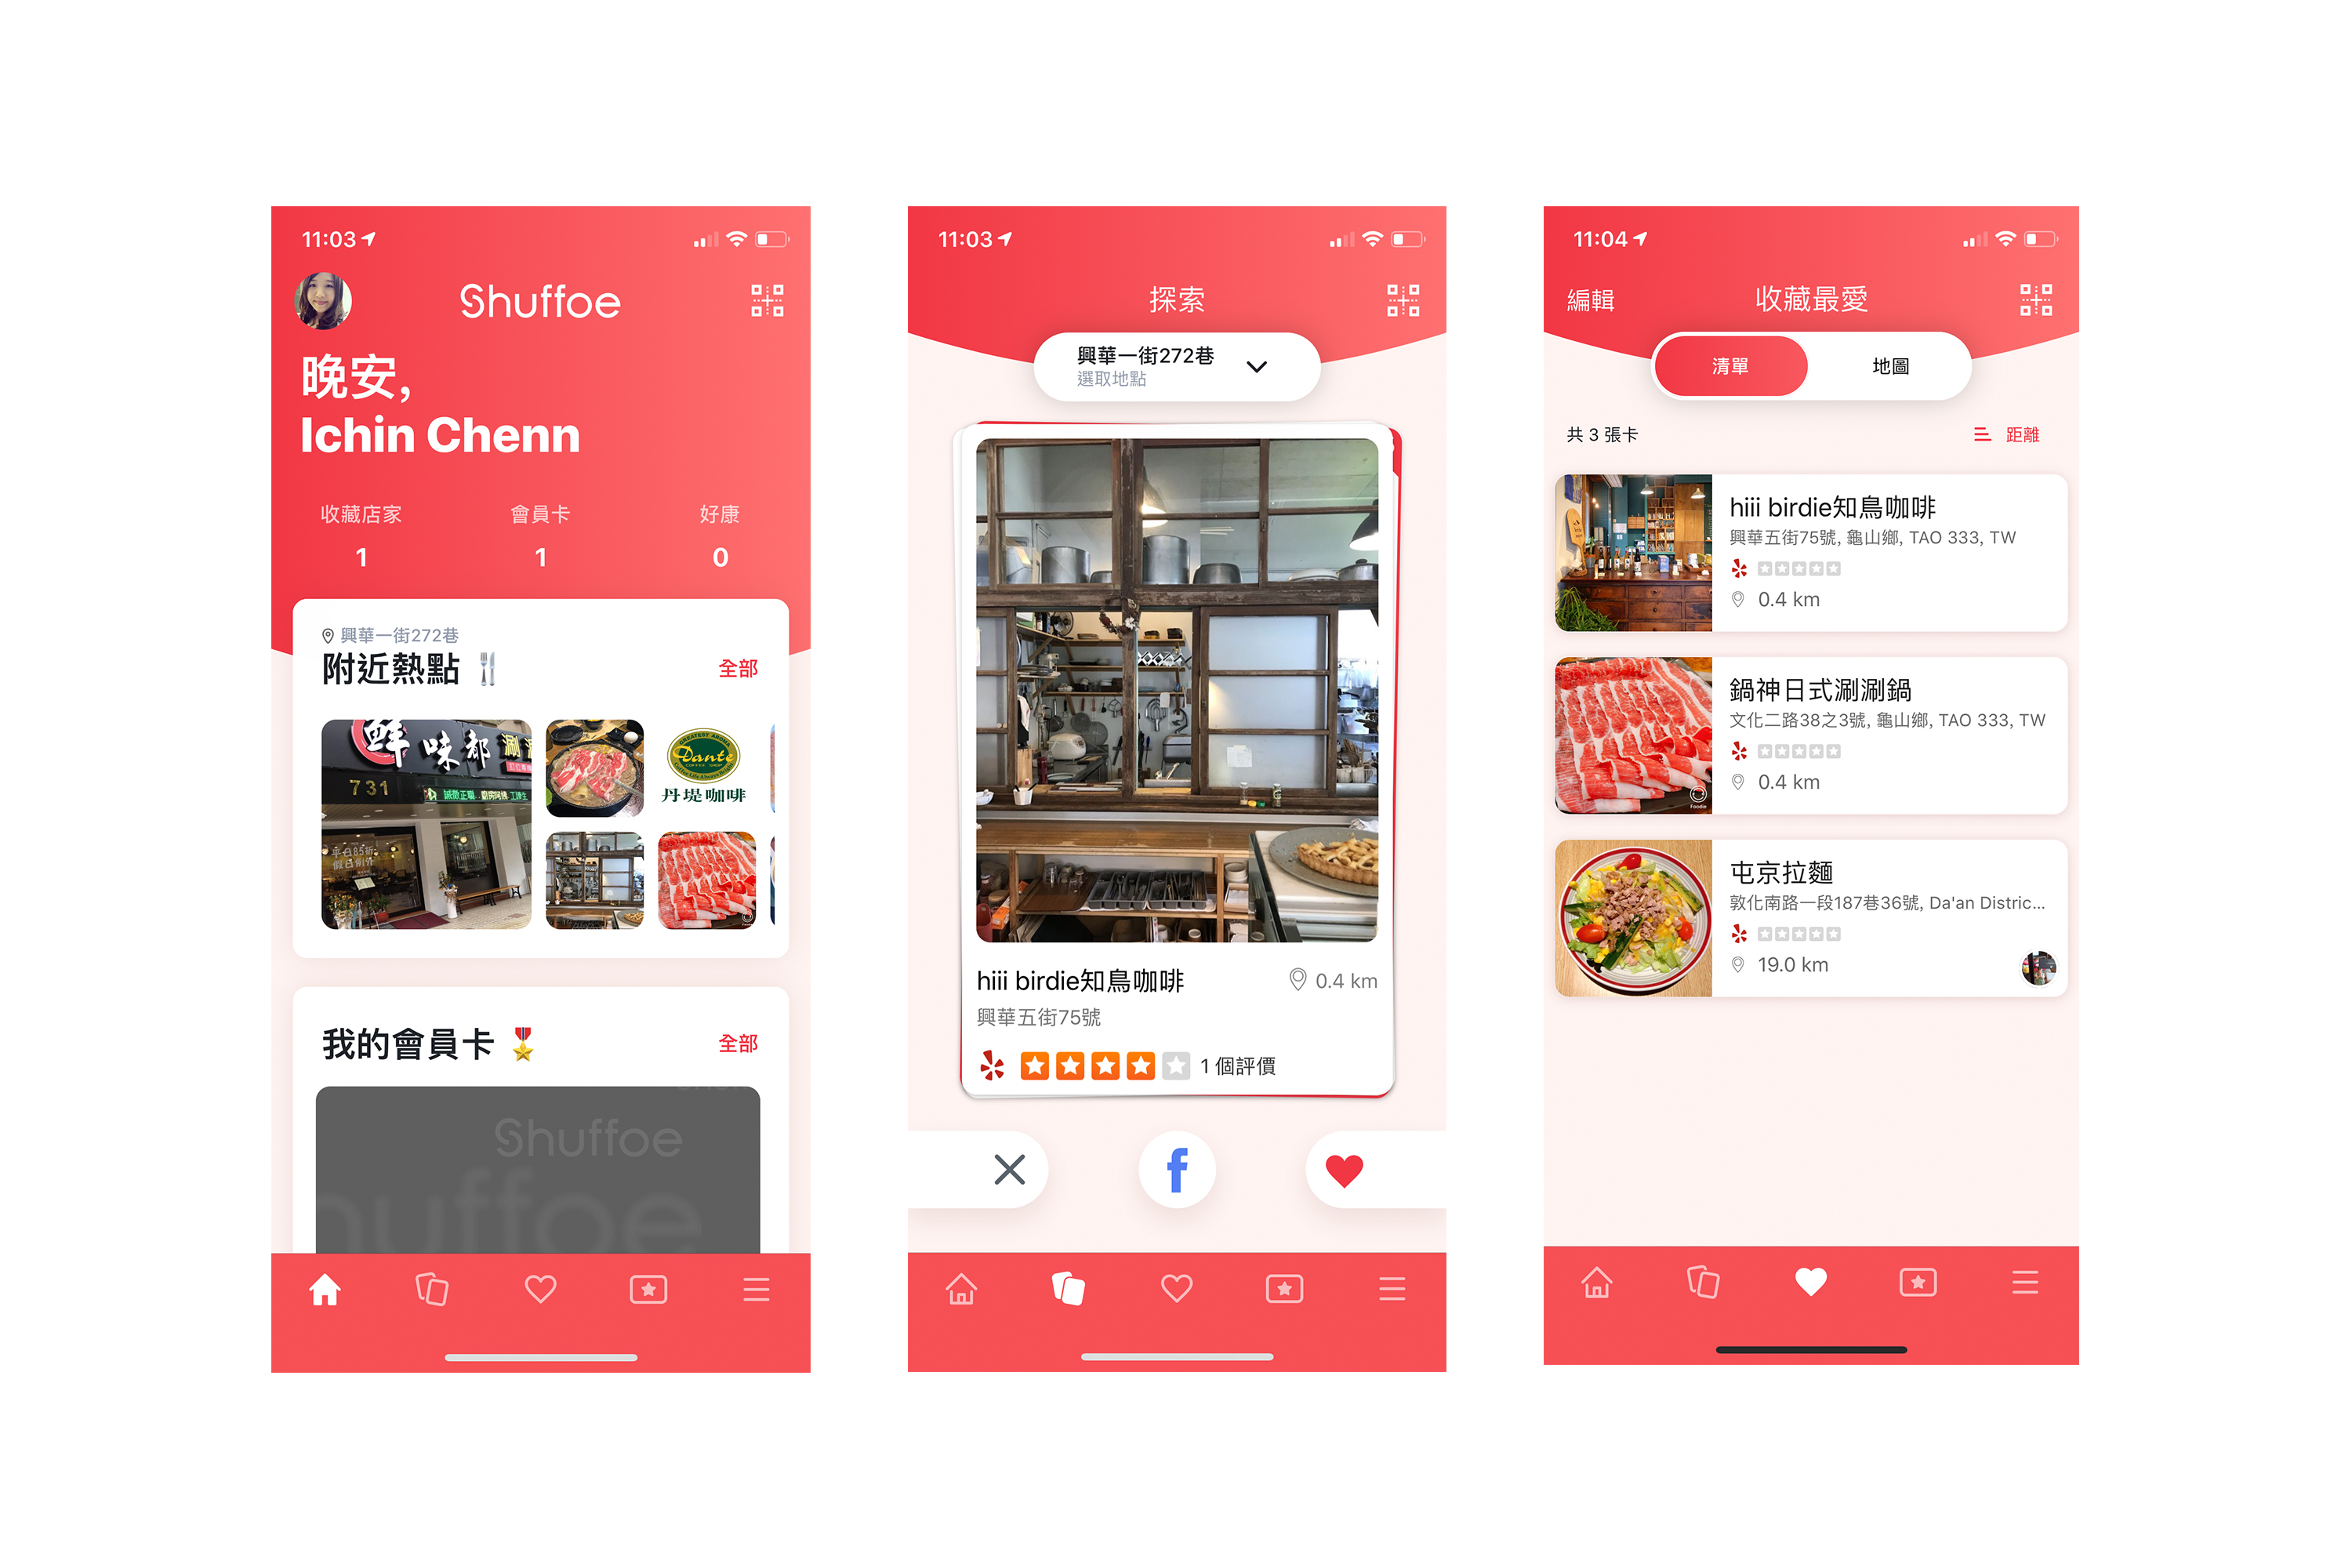 11:03
Shuffoe
晚安,
Ichin Chenn
收藏店家
會員卡
好康
1
1
0
興華一街272巷
附近熱點
全部
鮮味都
涮
731
GREATEST AROMA
Dante
COFFEE SHOP
丹堤咖啡
我的會員卡
全部
Shuffoe
huffoe
11:03
探索
興華一街272巷
選取地點
hiii birdie知鳥咖啡
0.4 km
興華五街75號
1 個評價
f
11:04
編輯
收藏最愛
清單
地圖
共 3 張卡
距離
hiii birdie知鳥咖啡
興華五街75號, 龜山鄉, TAO 333, TW
0.4 km
鍋神日式涮涮鍋
文化二路38之3號, 龜山鄉, TAO 333, TW
0.4 km
Foodie
屯京拉麵
敦化南路一段187巷36號, Da'an Distric...
19.0 km